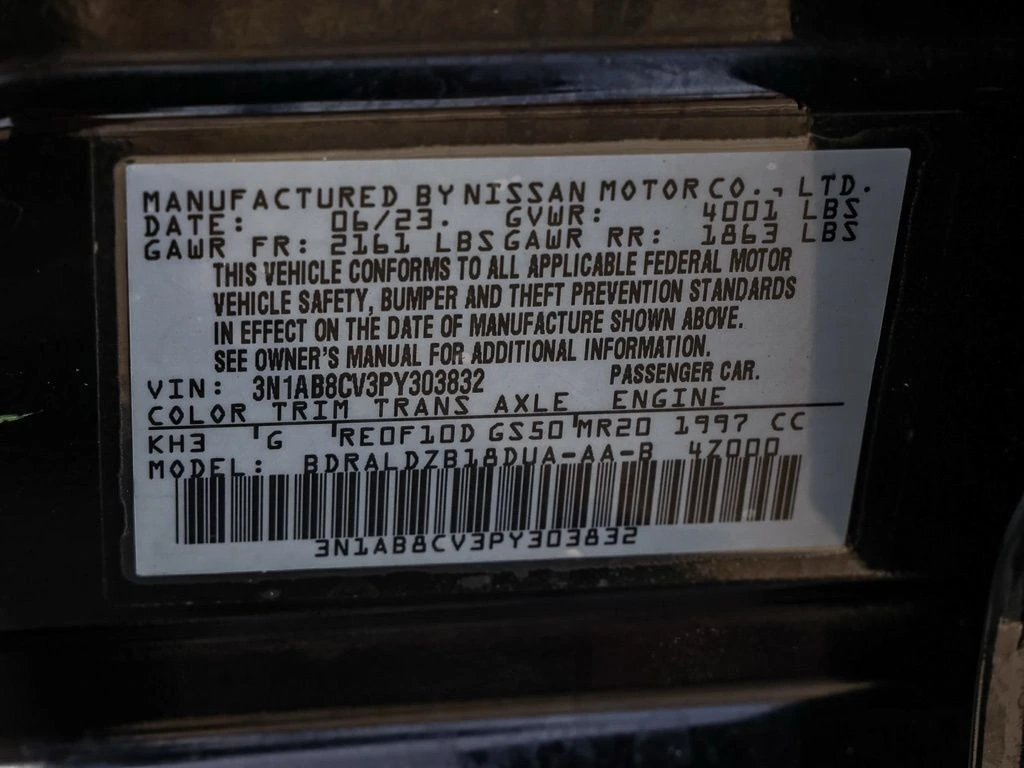 MANUFACTURED BY NISSAN MOTOR CO., LTD.
DATE: 06/23. GVWR: 4001 LBS
GAWR FR: 2161 LBS GAWR RR: 1863 LBS
THIS VEHICLE CONFORMS TO ALL APPLICABLE FEDERAL MOTOR
VEHICLE SAFETY, BUMPER AND THEFT PREVENTION STANDARDS
IN EFFECT ON THE DATE OF MANUFACTURE SHOWN ABOVE.
SEE OWNER'S MANUAL FOR ADDITIONAL INFORMATION.
VIN: 3N1AB8CV3PY303832 PASSENGER CAR.
COLOR TRIM TRANS AXLE ENGINE
KH3 'G 'RE0F10D GS50'MR20 1997 CC
MODEL: BDRALDZB18DUA-AA-B 4Z000
3N1AB8CV3PY303832